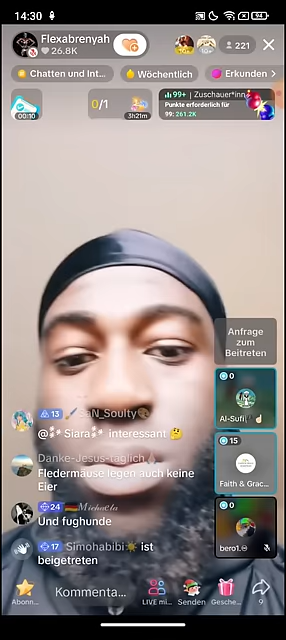 14:30
94
Flexabrenyah
26.8K
221
Chatten und Int...
Wöchentlich
Erkunden
00:10
0/1
3h21m
99+ | Zuschauer*inn
Punkte erforderlich für
99: 261.2K
Anfrage
zum
Beitreten
0
Al-Sufi
15
Faith & Grac...
0
bero1.
13 SaN_Soulty
@ Siara interessant 🤔
Danke-Jesus-täglich
Fledermäuse legen auch keine
Eier
24 Michaela
Und fughunde
17 Simohabibi ist
beigetreten
Abonn...
Kommenta...
LIVE mi...
Senden
Gesche...
9